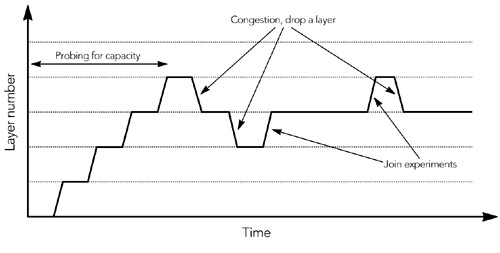 Congestion, drop a layer
Probing for capacity
Layer number
Join experiments
Time